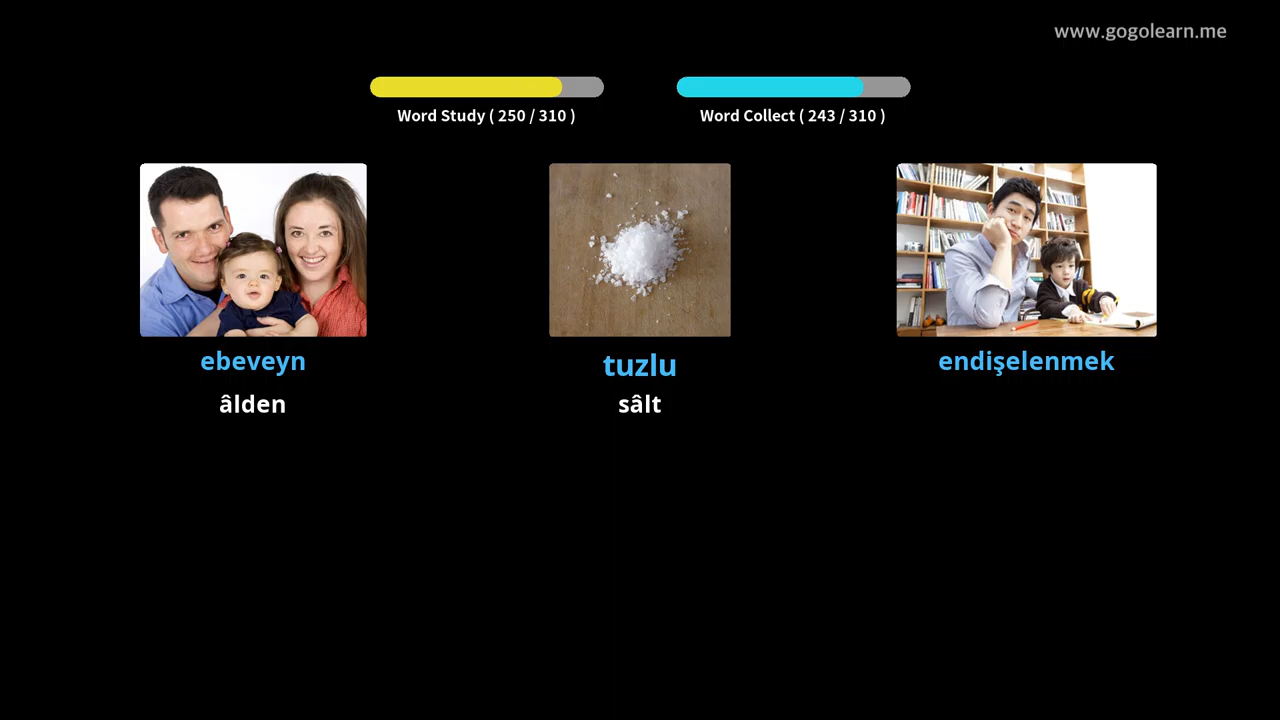 www.gogolearn.me
Word Study ( 250 / 310 )
Word Collect ( 243 / 310 )
ebeveyn
tuzlu
endişelenmek
âlden
sâlt